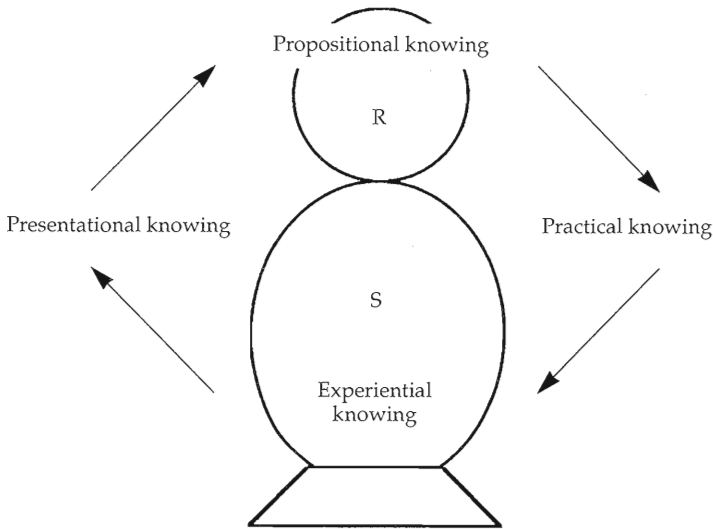 Propositional knowing
R
Presentational knowing
Practical knowing
S
Experiential
knowing